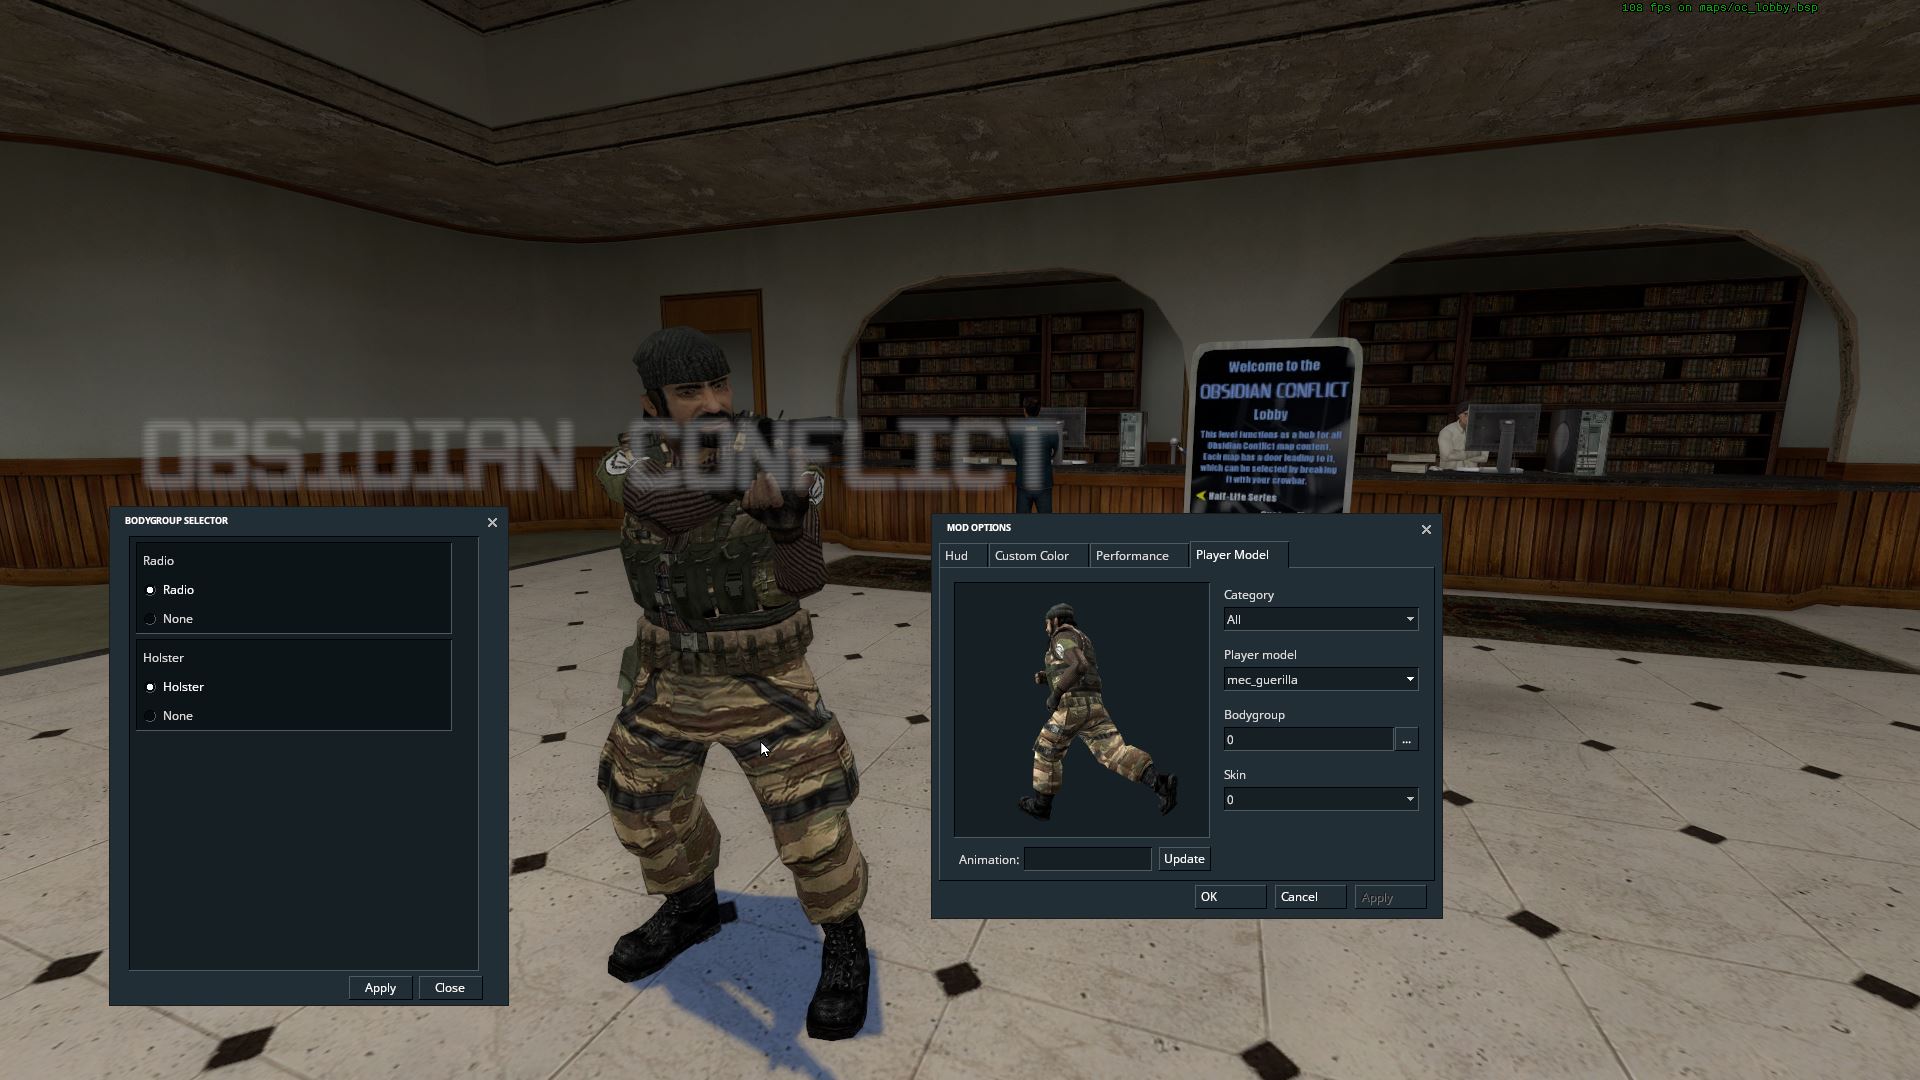 108 fps on maps/oc_lobby.bsp
OBSIDIAN CONFLICT
Welcome to the
OBSIDIAN CONFLICT
Lobby
This level functions as a hub for all
Obsidian Conflict map content.
Each map has a door leading to it,
which can be selected by breaking
it with your crowbar.
Half-Life Series
BODYGROUP SELECTOR
Radio
Radio
None
Holster
Holster
None
Apply
Close
MOD OPTIONS
Hud
Custom Color
Performance
Player Model
Category
All
Player model
mec_guerilla
Bodygroup
0
...
Skin
0
Animation:
Update
OK
Cancel
Apply